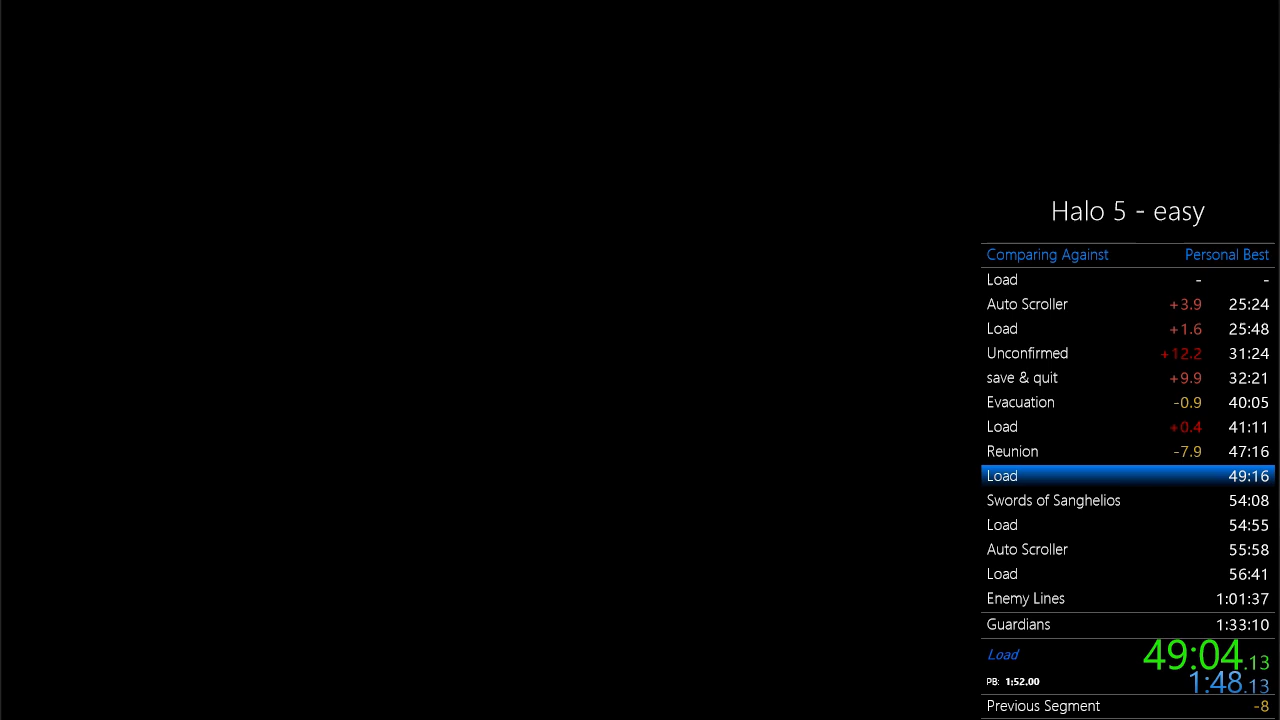 Halo 5 - easy
Comparing Against Personal Best
Load - -
Auto Scroller +3.9 25:24
Load +1.6 25:48
Unconfirmed +12.2 31:24
save & quit +9.9 32:21
Evacuation -0.9 40:05
Load +0.4 41:11
Reunion -7.9 47:16
Load 49:16
Swords of Sanghelios 54:08
Load 54:55
Auto Scroller 55:58
Load 56:41
Enemy Lines 1:01:37
Guardians 1:33:10
Load 49:04.13
PB: 1:52.00 1:48.13
Previous Segment -8